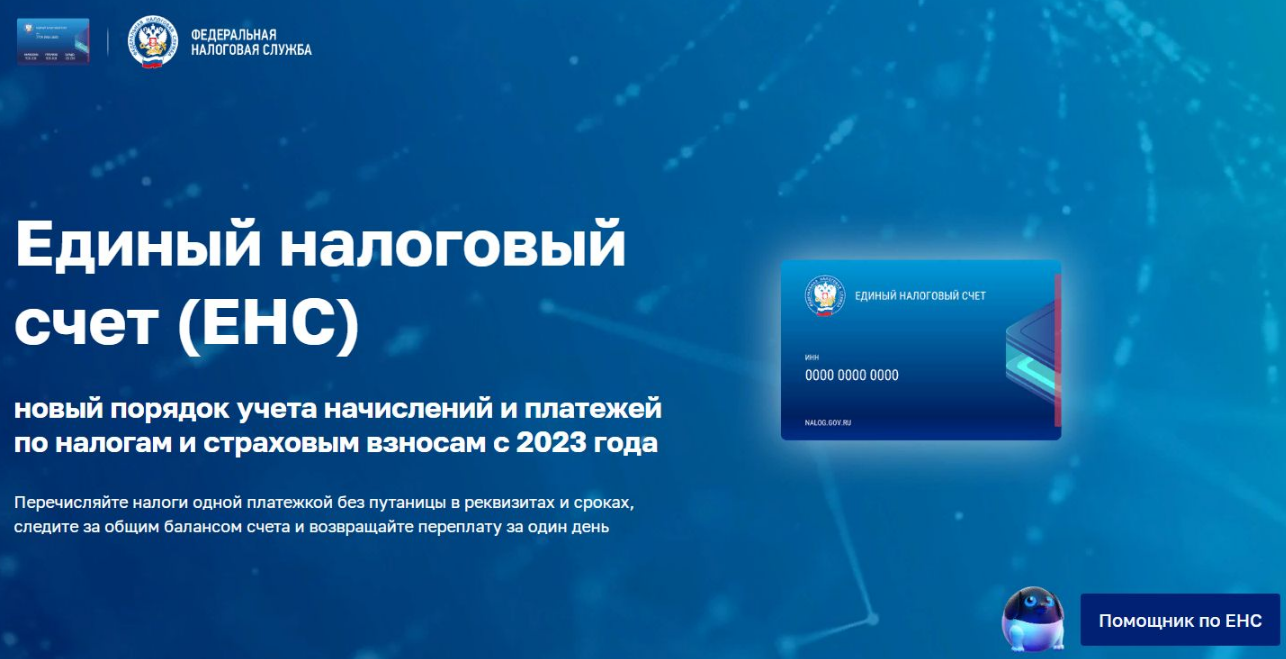 ФЕДЕРАЛЬНАЯ
НАЛОГОВАЯ СЛУЖБА
Единый налоговый
счет (ЕНС)
новый порядок учета начислений и платежей
по налогам и страховым взносам с 2023 года
Перечисляйте налоги одной платежкой без путаницы в реквизитах и сроках,
следите за общим балансом счета и возвращайте переплату за один день
ЕДИНЫЙ НАЛОГОВЫЙ СЧЕТ
ИНН
0000 0000 0000
NALOG.GOV.RU
Помощник по ЕНС